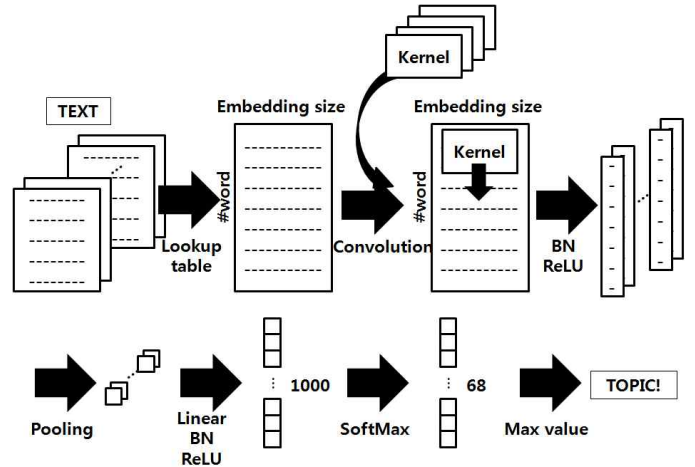 Kernel
TEXT
Embedding size
Embedding size
Kernel
#word
#word
Lookup
table
Convolution
BN
ReLU
1000
68
TOPIC!
Pooling
Linear
BN
ReLU
SoftMax
Max value